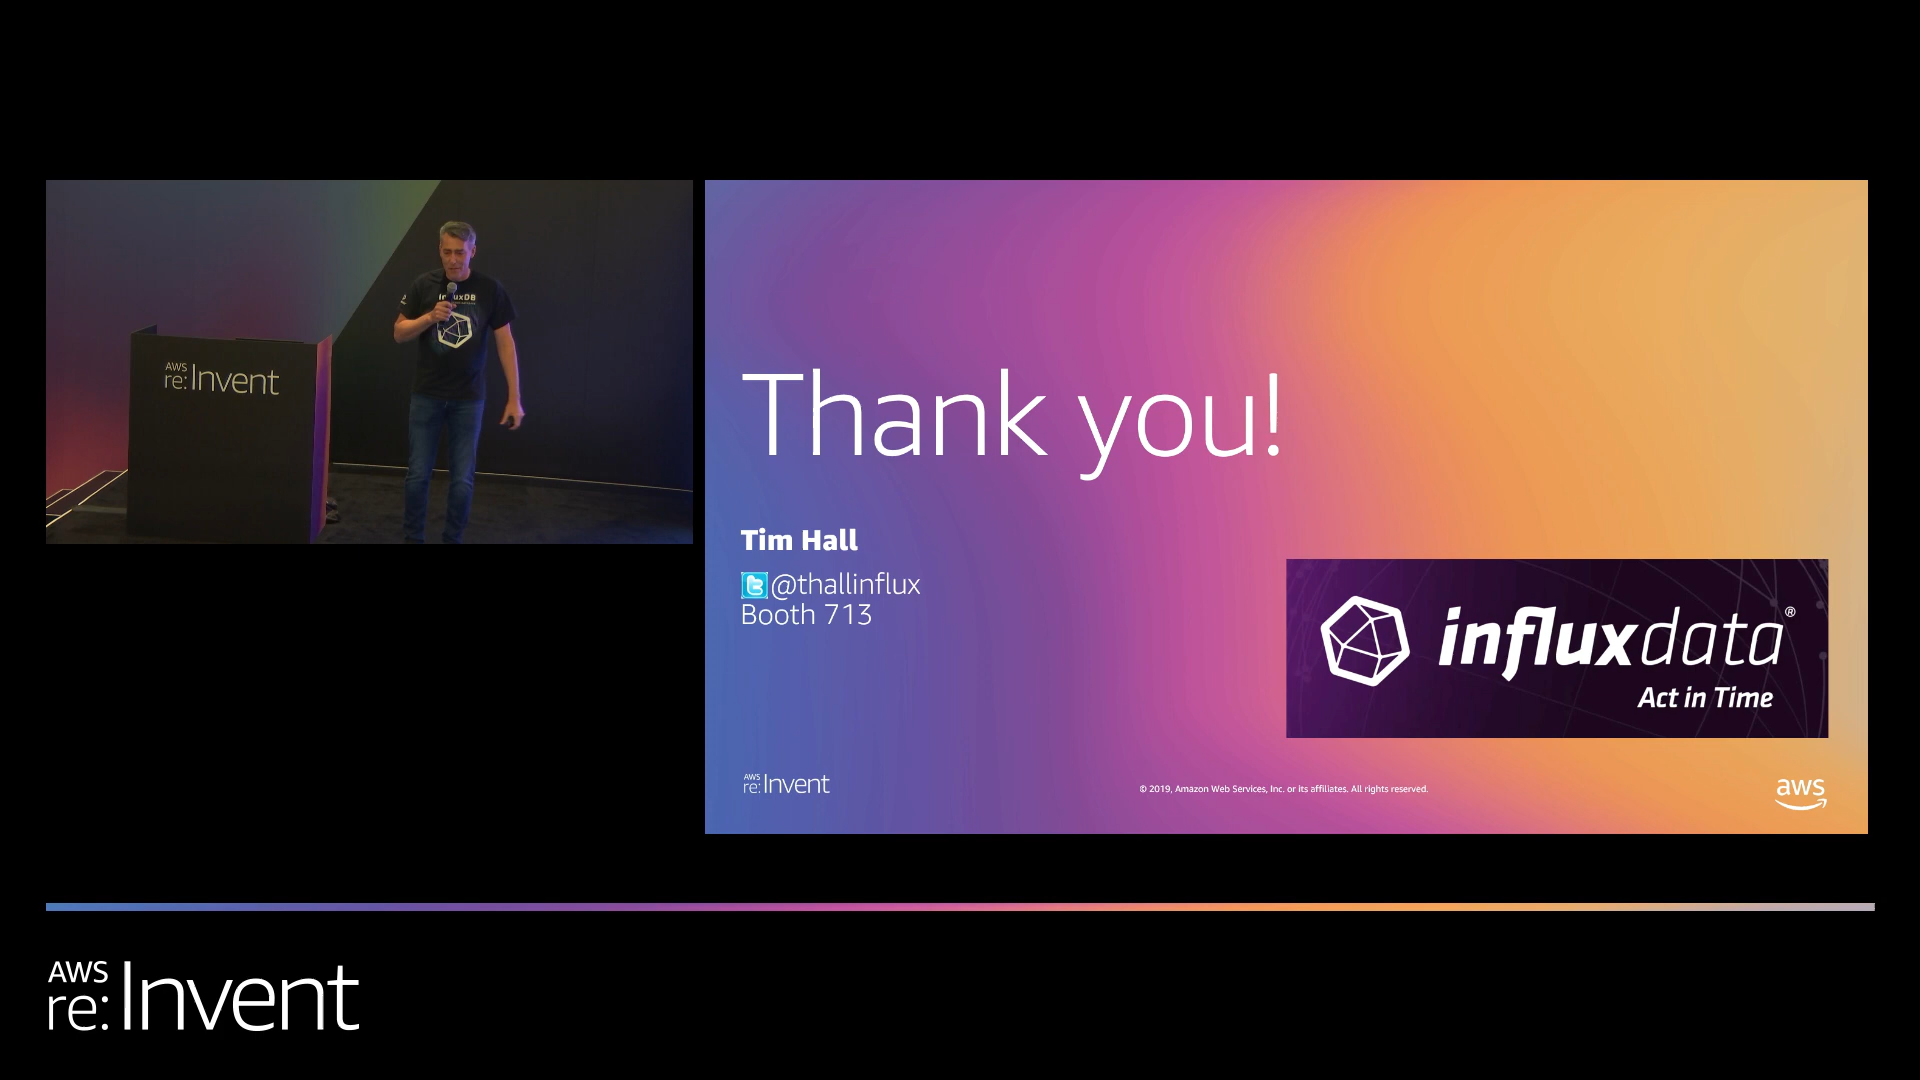 AWS
re:Invent
InfluxDB
Thank you!
Tim Hall
@thallinflux
Booth 713
influxdata®
Act in Time
AWS
re:Invent
© 2019, Amazon Web Services, Inc. or its affiliates. All rights reserved.
aws
AWS
re:Invent